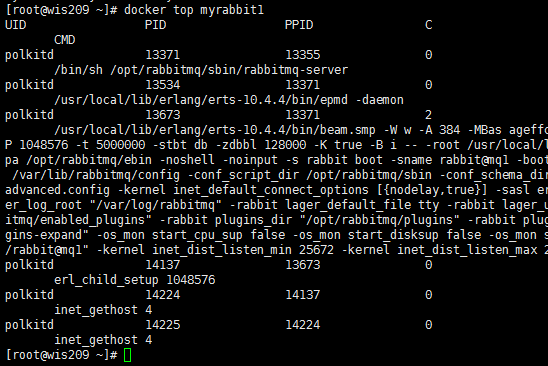 [root@wis209 ~]# docker top myrabbit1
UID PID PPID C
CMD
polkitd 13371 13355 0
/bin/sh /opt/rabbitmq/sbin/rabbitmq-server
polkitd 13534 13371 0
/usr/local/lib/erlang/erts-10.4.4/bin/epmd -daemon
polkitd 13673 13371 2
/usr/local/lib/erlang/erts-10.4.4/bin/beam.smp -W w -A 384 -MBas ageffc
P 1048576 -t 5000000 -stbt db -zdbbl 128000 -K true -B i -- -root /usr/local/l
pa /opt/rabbitmq/ebin -noshell -noinput -s rabbit boot -sname rabbit@mq1 -boot
/var/lib/rabbitmq/config -conf_script_dir /opt/rabbitmq/sbin -conf_schema_dir
advanced.config -kernel inet_default_connect_options [{nodelay,true}] -sasl er
er_log_root "/var/log/rabbitmq" -rabbit lager_default_file tty -rabbit lager_u
itmq/enabled_plugins" -rabbit plugins_dir "/opt/rabbitmq/plugins" -rabbit plug
gins-expand" -os_mon start_cpu_sup false -os_mon start_disksup false -os_mon s
/rabbit@mq1" -kernel inet_dist_listen_min 25672 -kernel inet_dist_listen_max 2
polkitd 14137 13673 0
erl_child_setup 1048576
polkitd 14224 14137 0
inet_gethost 4
polkitd 14225 14224 0
inet_gethost 4
[root@wis209 ~]#